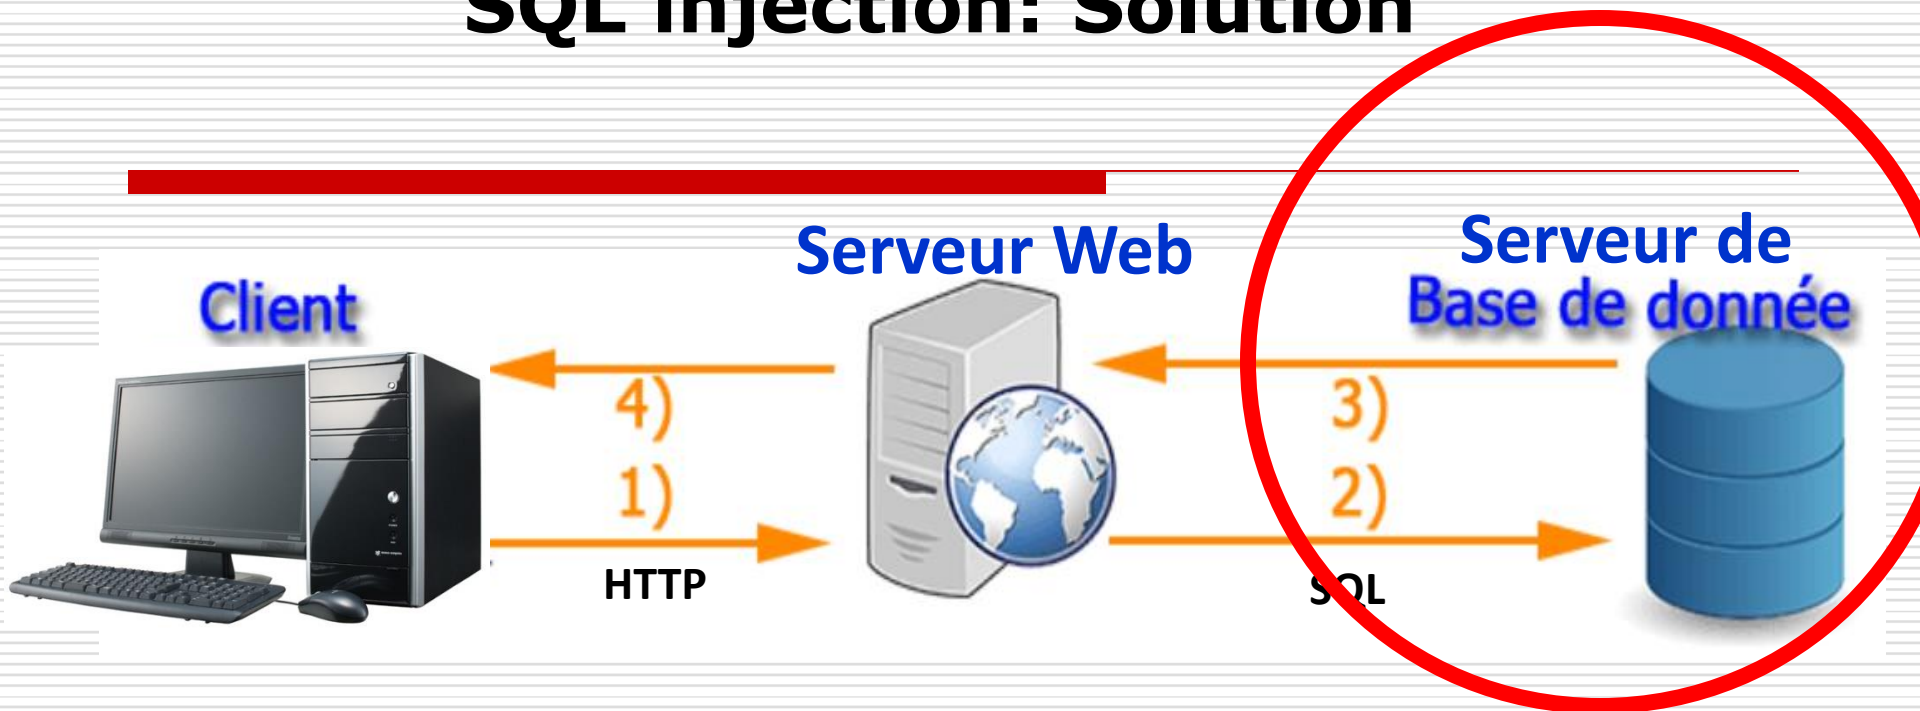 SQL injection: Solution
Serveur Web
Serveur de
Base de donnée
Client
4)
3)
1)
2)
HTTP
SQL